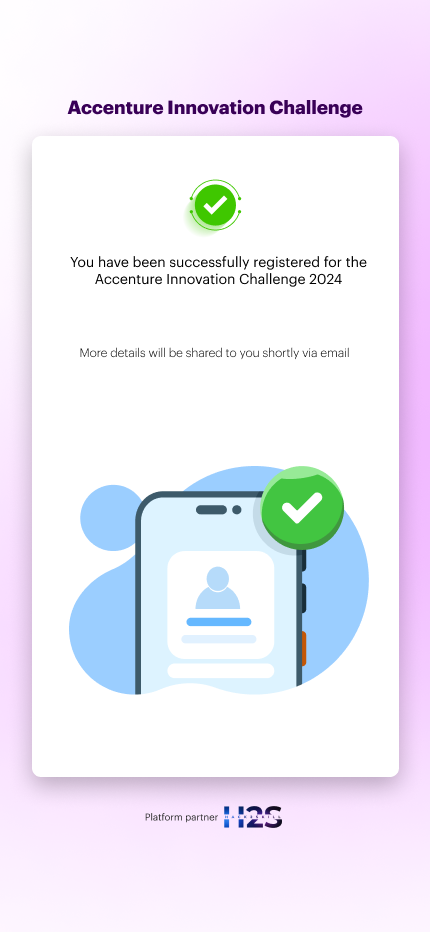 Accenture Innovation Challenge
You have been successfully registered for the
Accenture Innovation Challenge 2024
More details will be shared to you shortly via email
Platform partner H2S
HACK2SKILL